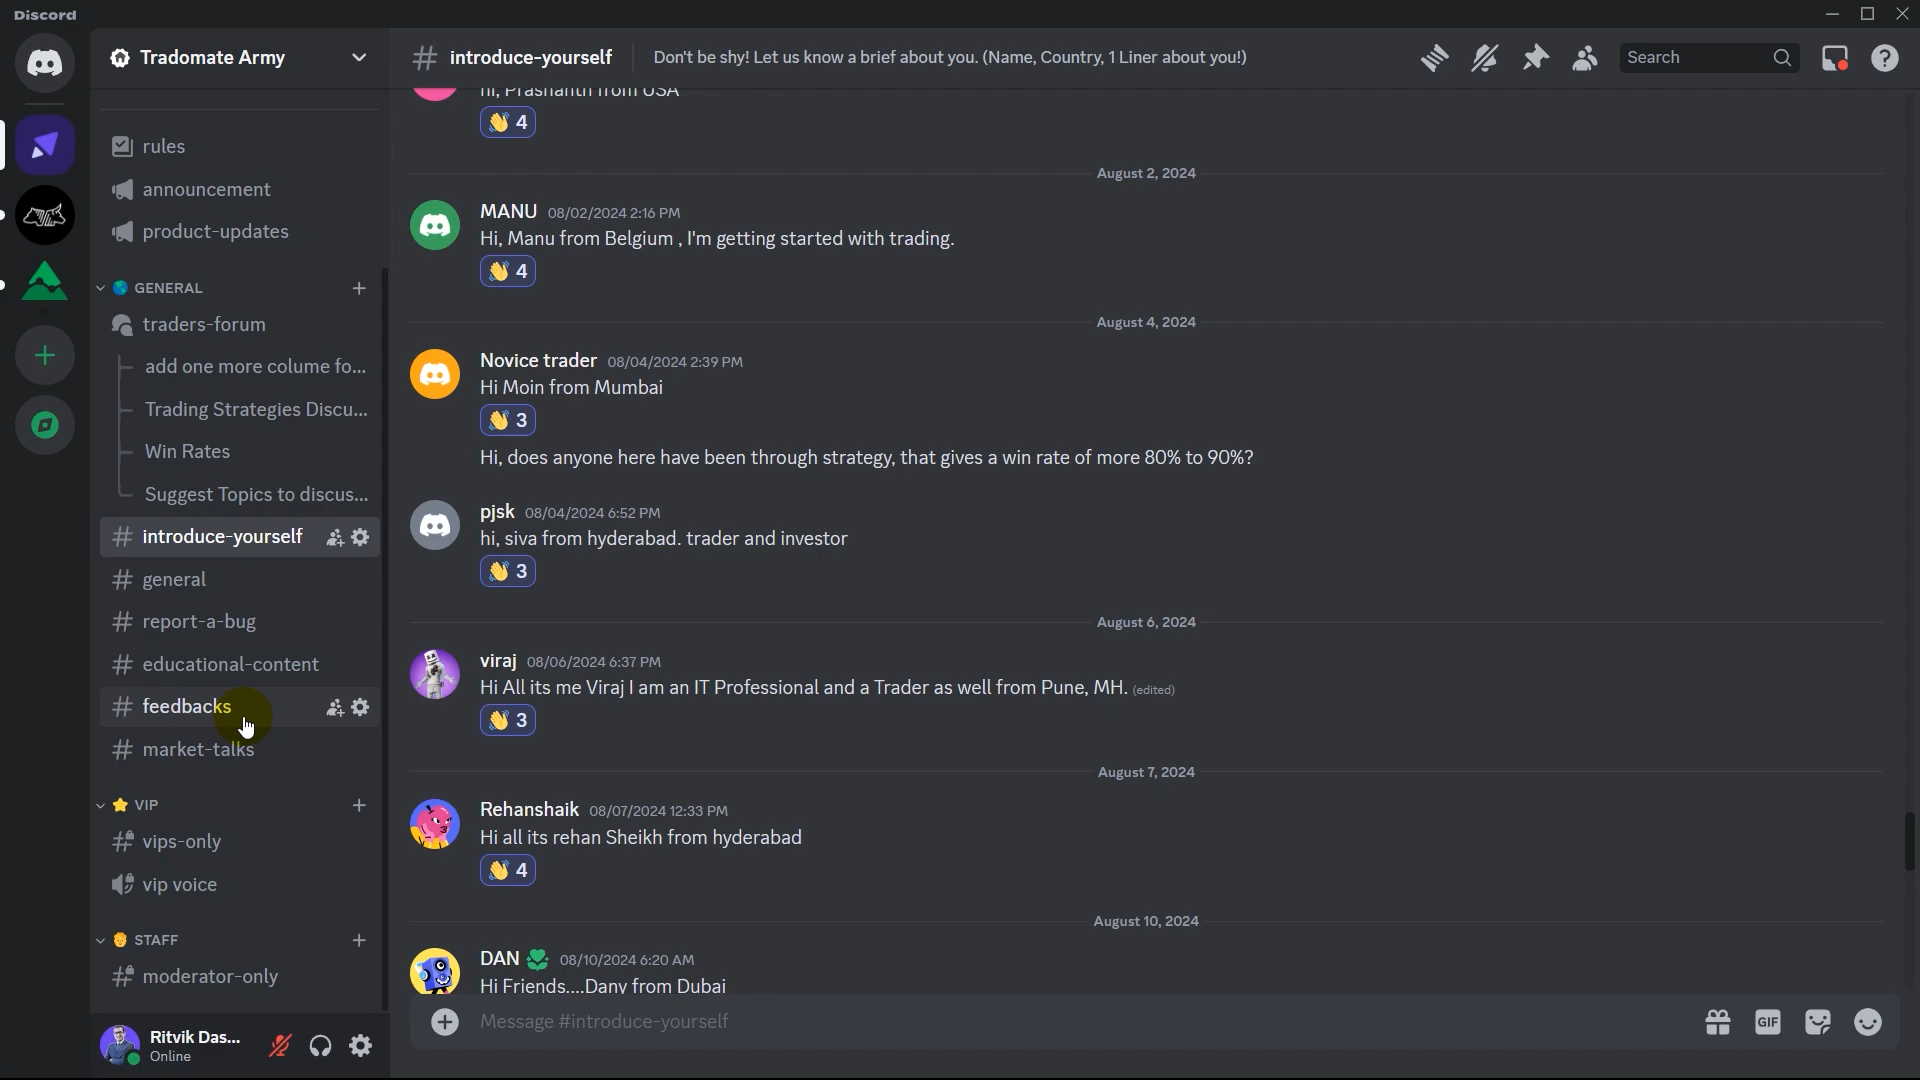 Discord
Tradomate Army
introduce-yourself
Don't be shy! Let us know a brief about you. (Name, Country, 1 Liner about you!)
Search
rules
announcement
product-updates
GENERAL
traders-forum
add one more colume fo...
Trading Strategies Discu...
Win Rates
Suggest Topics to discus...
introduce-yourself
general
report-a-bug
educational-content
feedbacks
market-talks
VIP
vips-only
vip voice
STAFF
moderator-only
Ritvik Das...
Online
hi, Prashanth from USA
4
August 2, 2024
MANU 08/02/2024 2:16 PM
Hi, Manu from Belgium , I'm getting started with trading.
4
August 4, 2024
Novice trader 08/04/2024 2:39 PM
Hi Moin from Mumbai
3
Hi, does anyone here have been through strategy, that gives a win rate of more 80% to 90%?
pjsk 08/04/2024 6:52 PM
hi, siva from hyderabad. trader and investor
3
August 6, 2024
viraj 08/06/2024 6:37 PM
Hi All its me Viraj I am an IT Professional and a Trader as well from Pune, MH. (edited)
3
August 7, 2024
Rehanshaik 08/07/2024 12:33 PM
Hi all its rehan Sheikh from hyderabad
4
August 10, 2024
DAN 08/10/2024 6:20 AM
Hi Friends....Dany from Dubai
Message #introduce-yourself
GIF